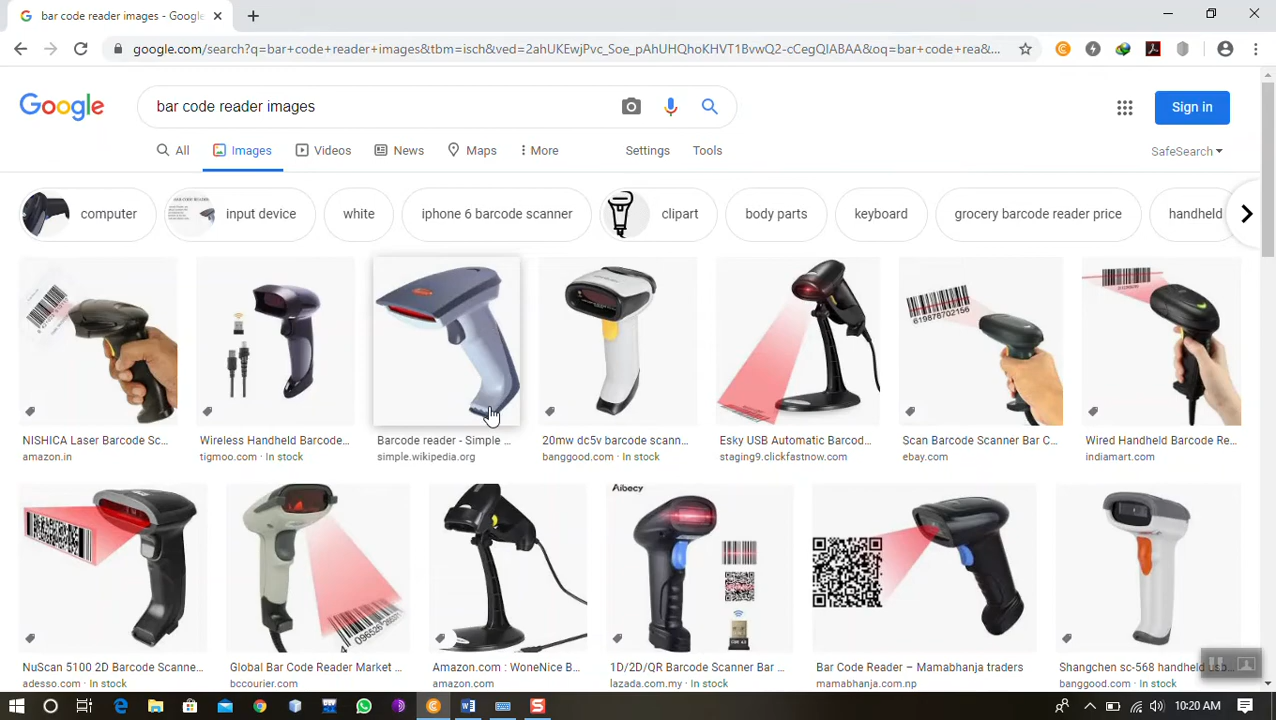 bar code reader images - Google
google.com/search?q=bar+code+reader+images&tbm=isch&ved=2ahUKEwjPvc_Soe_pAhUHQhoKHVT1BvwQ2-cCegQIABAA&oq=bar+code+rea&...
Google
bar code reader images
Sign in
All
Images
Videos
News
Maps
More
Settings
Tools
SafeSearch
computer
input device
white
iphone 6 barcode scanner
clipart
body parts
keyboard
grocery barcode reader price
handheld
619878702156
NISHICA Laser Barcode Sc...
amazon.in
Wireless Handheld Barcode...
tigmoo.com · In stock
Barcode reader - Simple ...
simple.wikipedia.org
20mw dc5v barcode scann...
banggood.com · In stock
Esky USB Automatic Barcod...
staging9.clickfastnow.com
Scan Barcode Scanner Bar C...
ebay.com
Wired Handheld Barcode Re...
indiamart.com
Aibecy
NuScan 5100 2D Barcode Scanne...
adesso.com · In stock
Global Bar Code Reader Market ...
bccourier.com
Amazon.com : WoneNice B...
amazon.com
1D/2D/QR Barcode Scanner Bar ...
lazada.com.my · In stock
Bar Code Reader – Mamabhanja traders
mamabhanja.com.np
Shangchen sc-568 handheld
banggood.com · In stock
10:20 AM